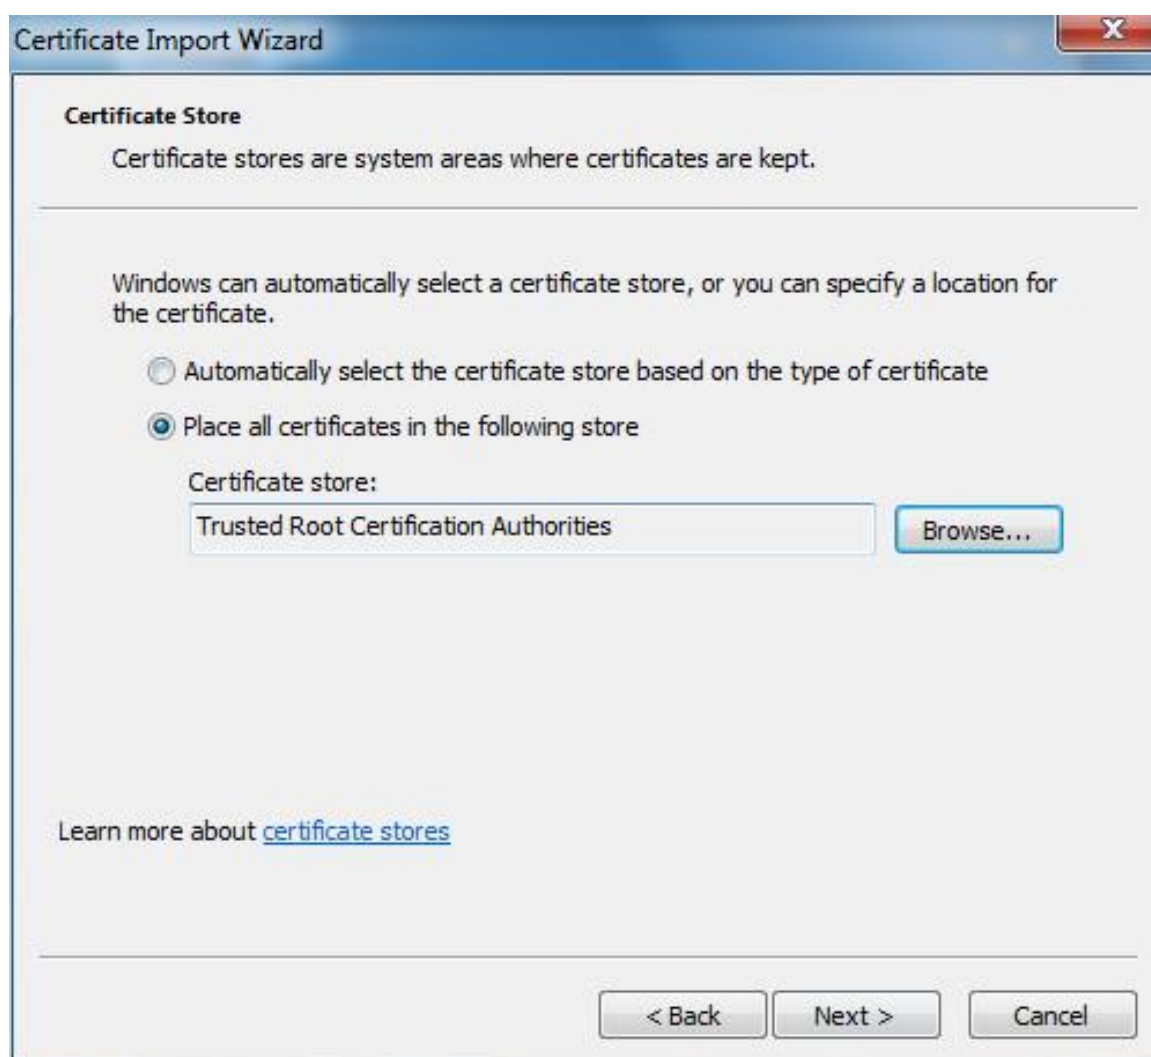 Certificate Import Wizard
X
Certificate Store
Certificate stores are system areas where certificates are kept.
Windows can automatically select a certificate store, or you can specify a location for
the certificate.
Automatically select the certificate store based on the type of certificate
Place all certificates in the following store
Certificate store:
Trusted Root Certification Authorities
Browse...
Learn more about certificate stores
< Back
Next >
Cancel